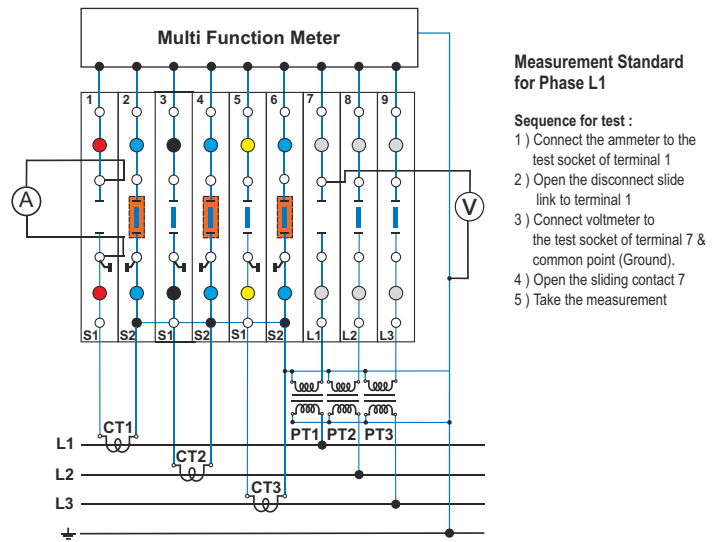 Multi Function Meter
1 2 3 4 5 6 7 8 9
A
V
S1 S2 S1 S2 S1 S2 L1 L2 L3
CT1
CT2
CT3
PT1 PT2 PT3
L1
L2
L3
Measurement Standard
for Phase L1
Sequence for test :
1 ) Connect the ammeter to the
test socket of terminal 1
2 ) Open the disconnect slide
link to terminal 1
3 ) Connect voltmeter to
the test socket of terminal 7 &
common point (Ground).
4 ) Open the sliding contact 7
5 ) Take the measurement